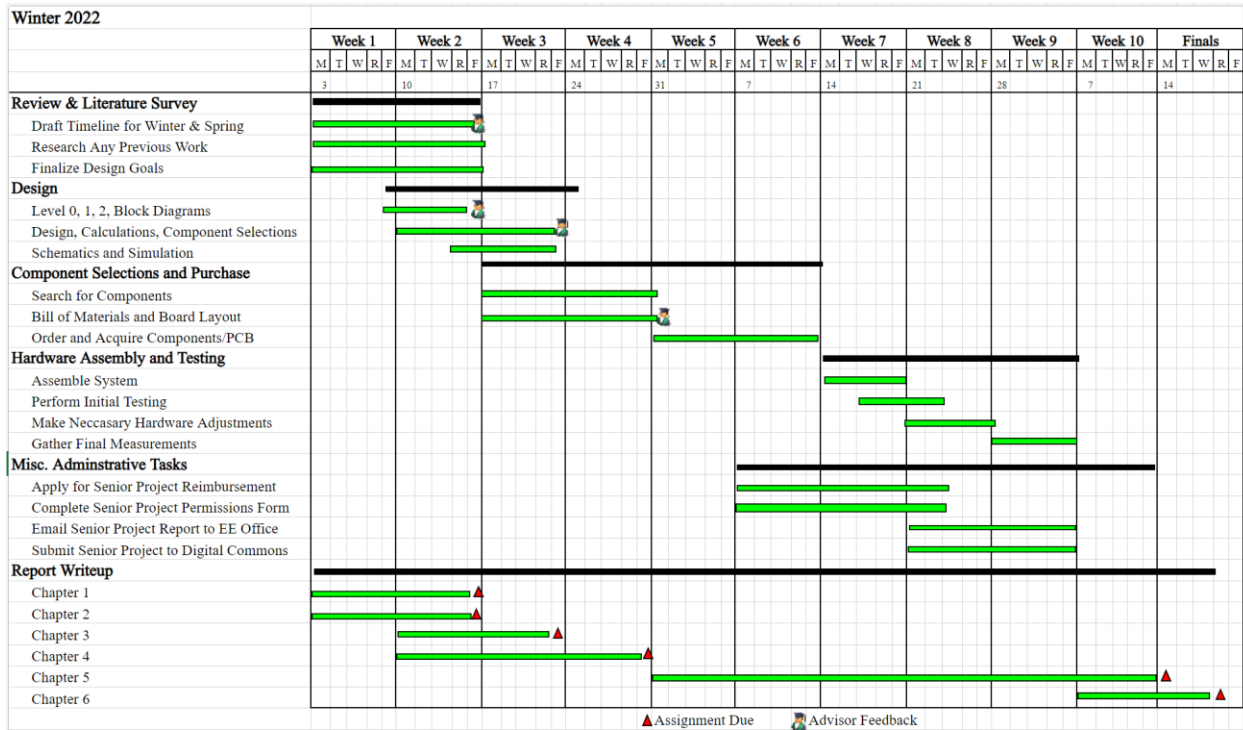 Winter 2022
Week 1 Week 2 Week 3 Week 4 Week 5 Week 6 Week 7 Week 8 Week 9 Week 10 Finals
M T W R F M T W R F M T W R F M T W R F M T W R F M T W R F M T W R F M T W R F M T W R F M T W R F M T W R F
3 10 17 24 31 7 14 21 28 7 14
Review & Literature Survey
Draft Timeline for Winter & Spring
Research Any Previous Work
Finalize Design Goals
Design
Level 0, 1, 2, Block Diagrams
Design, Calculations, Component Selections
Schematics and Simulation
Component Selections and Purchase
Search for Components
Bill of Materials and Board Layout
Order and Acquire Components/PCB
Hardware Assembly and Testing
Assemble System
Perform Initial Testing
Make Neccasary Hardware Adjustments
Gather Final Measurements
Misc. Adminstrative Tasks
Apply for Senior Project Reimbursement
Complete Senior Project Permissions Form
Email Senior Project Report to EE Office
Submit Senior Project to Digital Commons
Report Writeup
Chapter 1
Chapter 2
Chapter 3
Chapter 4
Chapter 5
Chapter 6
Assignment Due Advisor Feedback